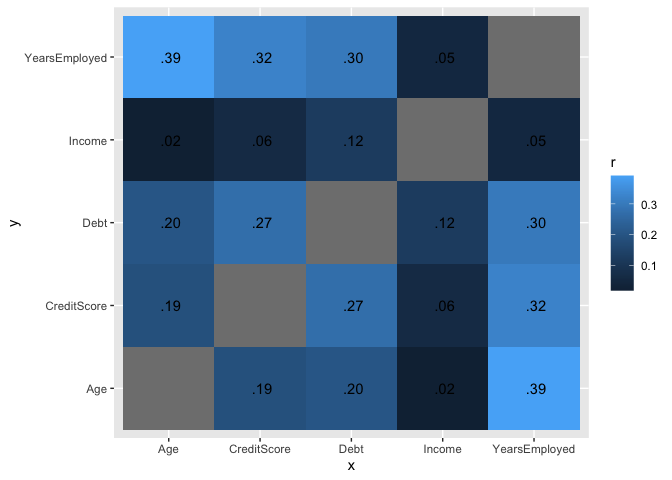 YearsEmployed .39 .32 .30 .05
Income .02 .06 .12 .05
Debt .20 .27 .12 .30
CreditScore .19 .27 .06 .32
Age .19 .20 .02 .39
Age CreditScore Debt Income YearsEmployed
x
y
r
0.3
0.2
0.1